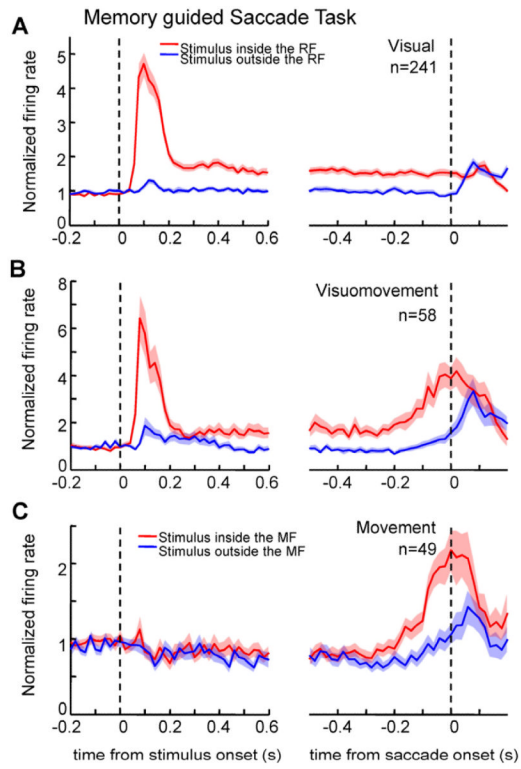 Memory guided Saccade Task
A
Stimulus inside the RF
Stimulus outside the RF
Visual
n=241
Normalized firing rate
5
4
3
2
1
0
-0.2 0 0.2 0.4 0.6
-0.4 -0.2 0
B
Visuomovement
n=58
Normalized firing rate
8
6
4
2
0
-0.2 0 0.2 0.4 0.6
-0.4 -0.2 0
C
Stimulus inside the MF
Stimulus outside the MF
Movement
n=49
Normalized firing rate
2
1
0
-0.2 0 0.2 0.4 0.6
-0.4 -0.2 0
time from stimulus onset (s)
time from saccade onset (s)